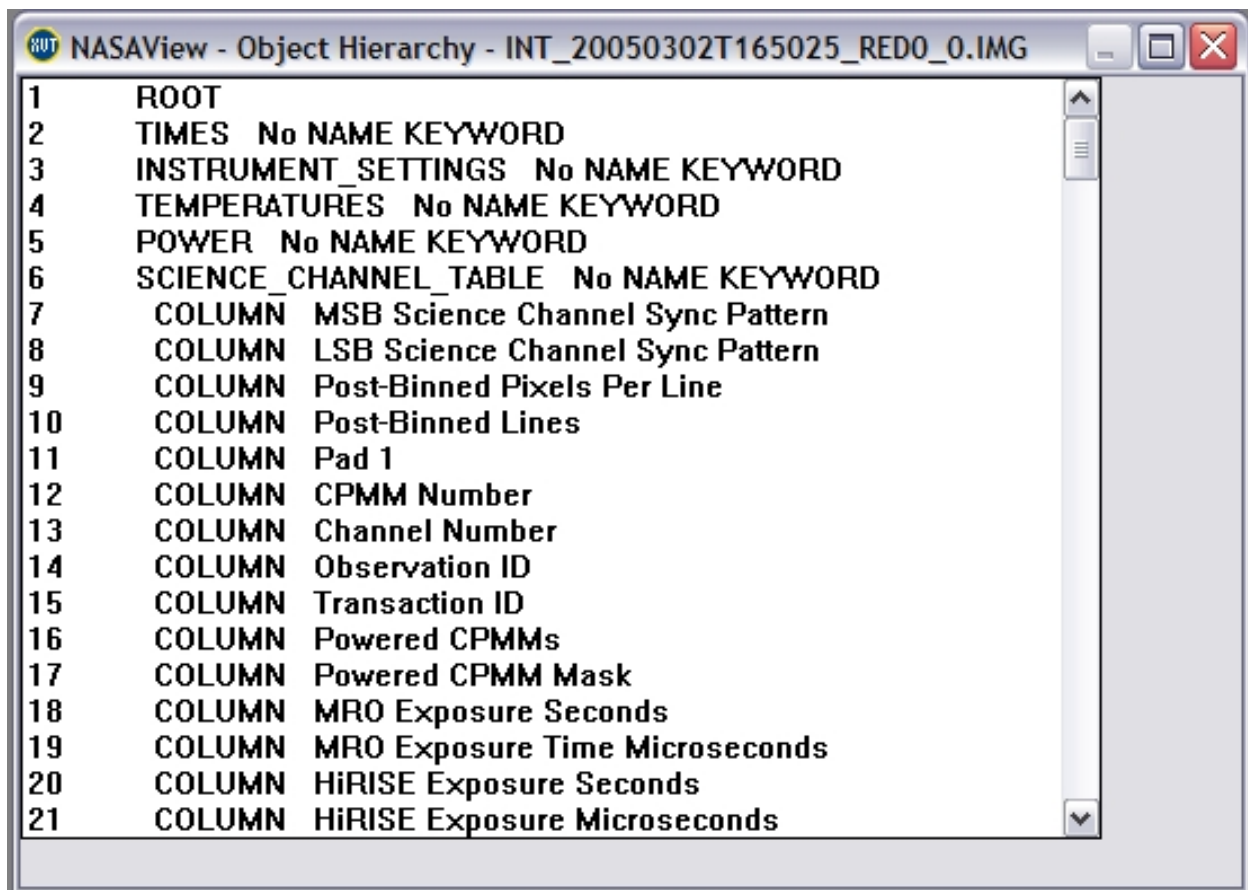 XVT NASAView - Object Hierarchy - INT_20050302T165025_RED0_0.IMG
1 ROOT
2 TIMES No NAME KEYWORD
3 INSTRUMENT_SETTINGS No NAME KEYWORD
4 TEMPERATURES No NAME KEYWORD
5 POWER No NAME KEYWORD
6 SCIENCE_CHANNEL_TABLE No NAME KEYWORD
7 COLUMN MSB Science Channel Sync Pattern
8 COLUMN LSB Science Channel Sync Pattern
9 COLUMN Post-Binned Pixels Per Line
10 COLUMN Post-Binned Lines
11 COLUMN Pad 1
12 COLUMN CPMM Number
13 COLUMN Channel Number
14 COLUMN Observation ID
15 COLUMN Transaction ID
16 COLUMN Powered CPMMs
17 COLUMN Powered CPMM Mask
18 COLUMN MRO Exposure Seconds
19 COLUMN MRO Exposure Time Microseconds
20 COLUMN HiRISE Exposure Seconds
21 COLUMN HiRISE Exposure Microseconds